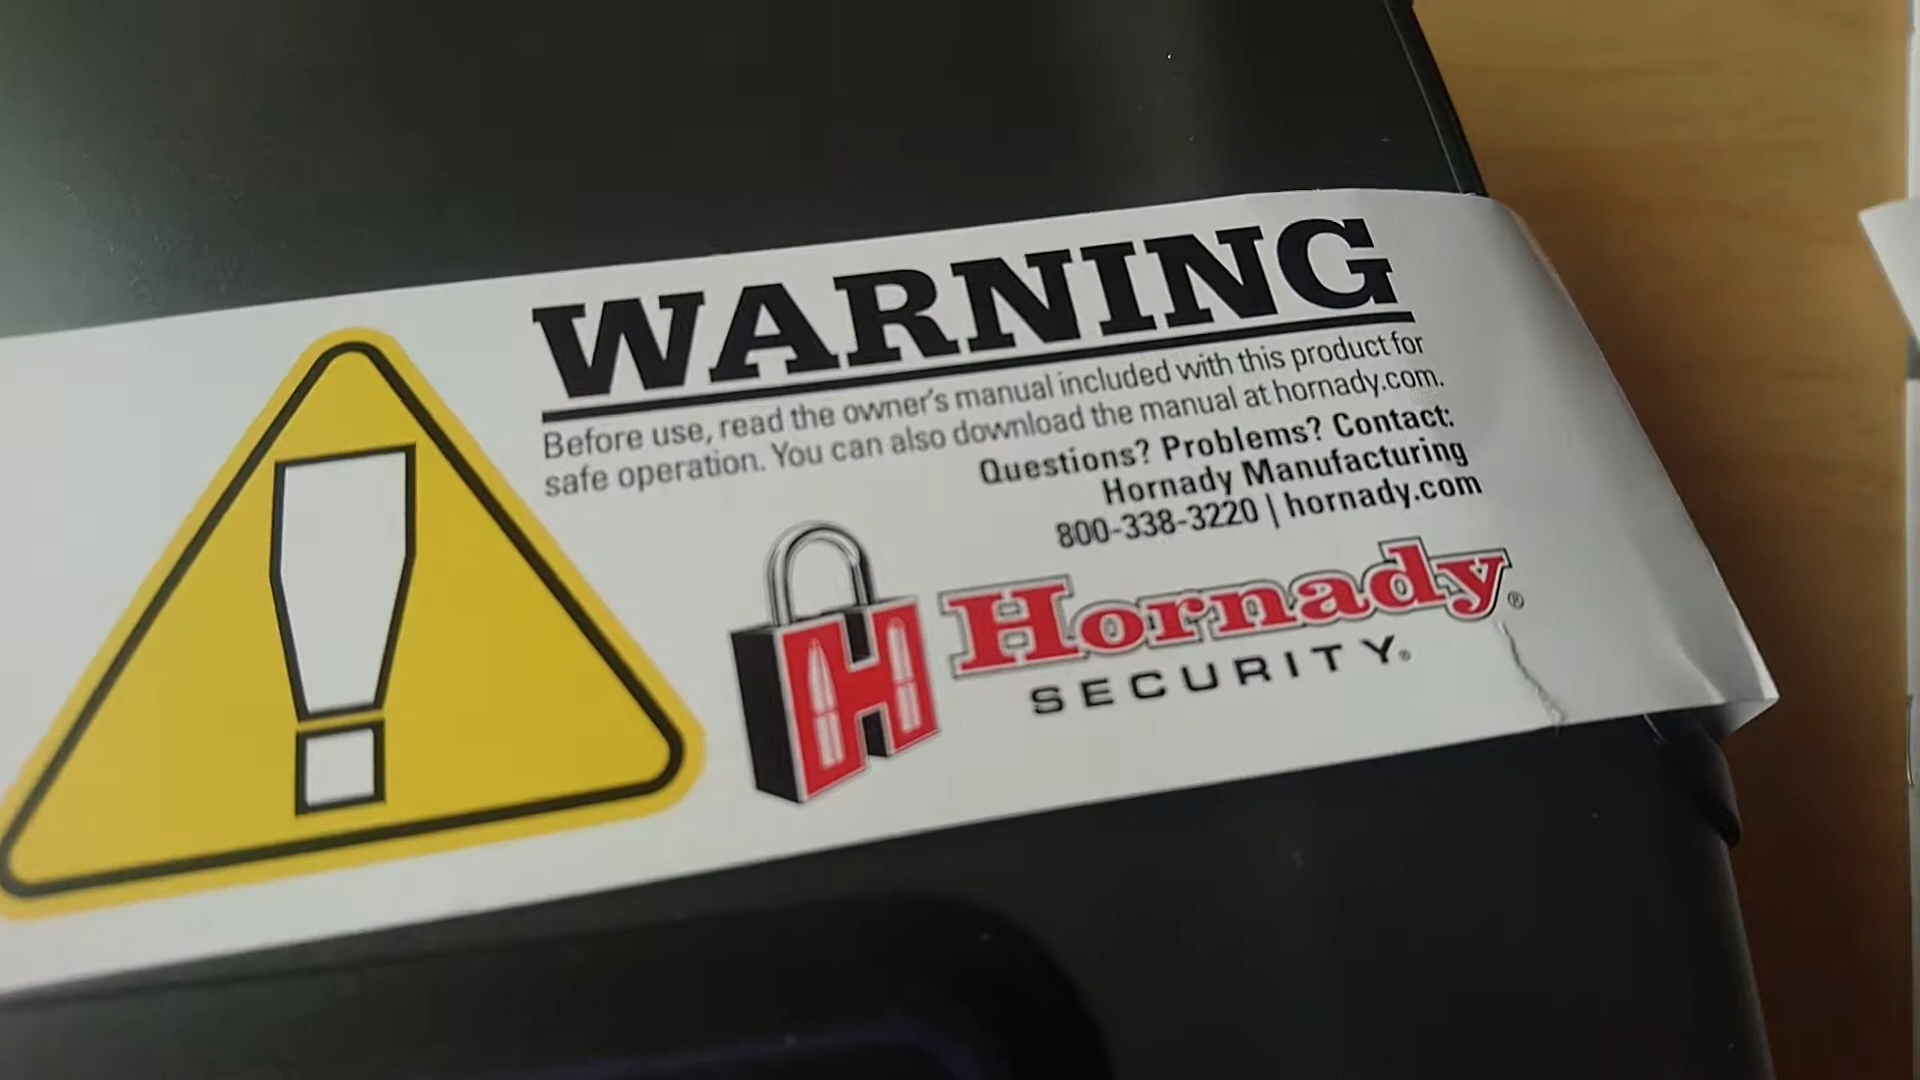 WARNING
Before use, read the owner's manual included with this product for
safe operation. You can also download the manual at hornady.com.
Questions? Problems? Contact:
Hornady Manufacturing
800-338-3220 | hornady.com
H Hornady®
SECURITY®